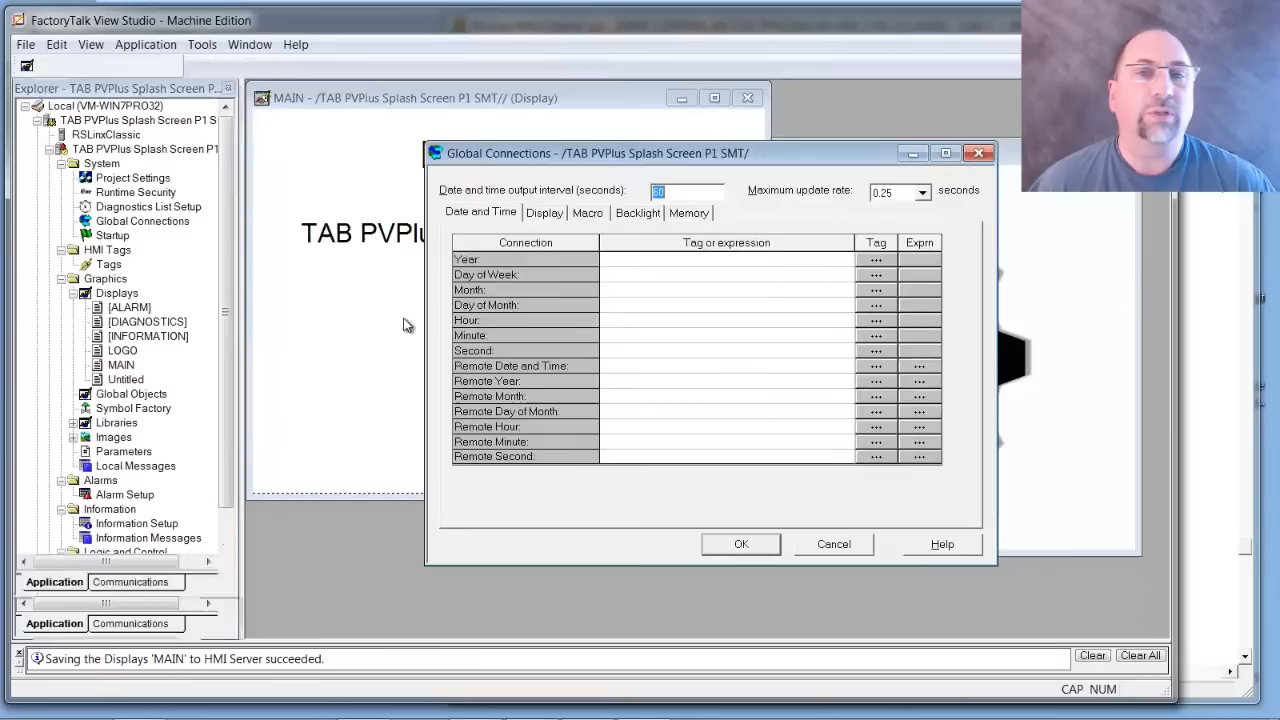 FactoryTalk View Studio - Machine Edition
File Edit View Application Tools Window Help
Explorer - TAB PVPlus Splash Screen P...
Local (VM-WIN7PRO32)
TAB PVPlus Splash Screen P1 S
RSLinxClassic
TAB PVPlus Splash Screen P1
System
Project Settings
Runtime Security
Diagnostics List Setup
Global Connections
Startup
HMI Tags
Tags
Graphics
Displays
[ALARM]
[DIAGNOSTICS]
[INFORMATION]
LOGO
MAIN
Untitled
Global Objects
Symbol Factory
Libraries
Images
Parameters
Local Messages
Alarms
Alarm Setup
Information
Information Setup
Information Messages
Logic and Control
Application Communications
Application Communications
MAIN - /TAB PVPlus Splash Screen P1 SMT// (Display)
TAB PVPlu
Global Connections - /TAB PVPlus Splash Screen P1 SMT/
Date and time output interval (seconds): 60 Maximum update rate: 0.25 seconds
Date and Time Display Macro Backlight Memory
Connection Tag or expression Tag Exprn
Year: ...
Day of Week: ...
Month: ...
Day of Month: ...
Hour: ...
Minute: ...
Second: ...
Remote Date and Time: ... ...
Remote Year: ... ...
Remote Month: ... ...
Remote Day of Month: ... ...
Remote Hour: ... ...
Remote Minute: ... ...
Remote Second: ... ...
OK Cancel Help
Saving the Displays 'MAIN' to HMI Server succeeded. Clear Clear All
CAP NUM